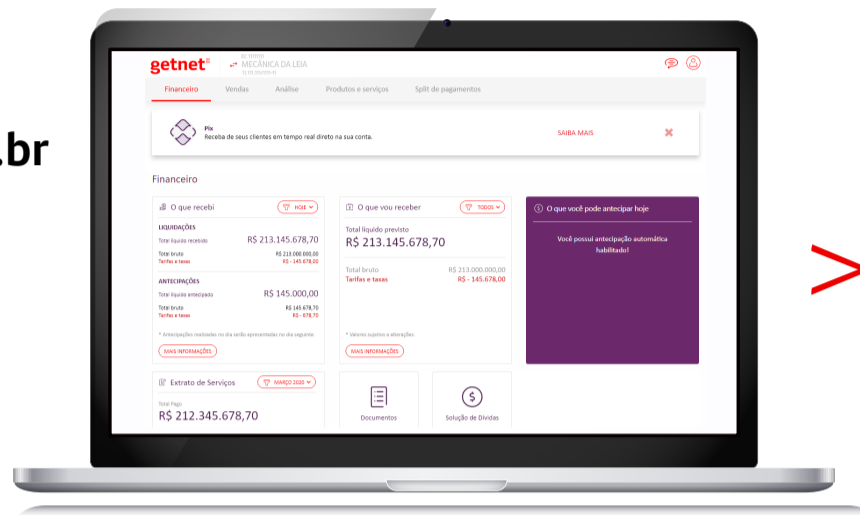 .br
getnet
MECÂNICA DA LEIA
Financeiro Vendas Análise Produtos e serviços Split de pagamentos
Pix
Receba de seus clientes em tempo real direto na sua conta.
SAIBA MAIS
Financeiro
O que recebi
HOJE
LIQUIDAÇÕES
Total líquido recebido R$ 213.145.678,70
Total bruto R$ 213.000.000,00
Tarifas e taxas R$ - 145.678,00
ANTECIPAÇÕES
Total líquido antecipado R$ 145.000,00
Total bruto R$ 145.678,70
Tarifas e taxas R$ - 678,70
* Antecipações realizadas no dia serão apresentadas no dia seguinte.
MAIS INFORMAÇÕES
O que vou receber
TODOS
Total líquido previsto
R$ 213.145.678,70
Total bruto R$ 213.000.000,00
Tarifas e taxas R$ - 145.678,00
* Valores sujeitos a alterações.
MAIS INFORMAÇÕES
O que você pode antecipar hoje
Você possui antecipação automática
habilitado!
Extrato de Serviços
MARÇO 2020
Total Pago
R$ 212.345.678,70
Documentos
Solução de Dívidas
>